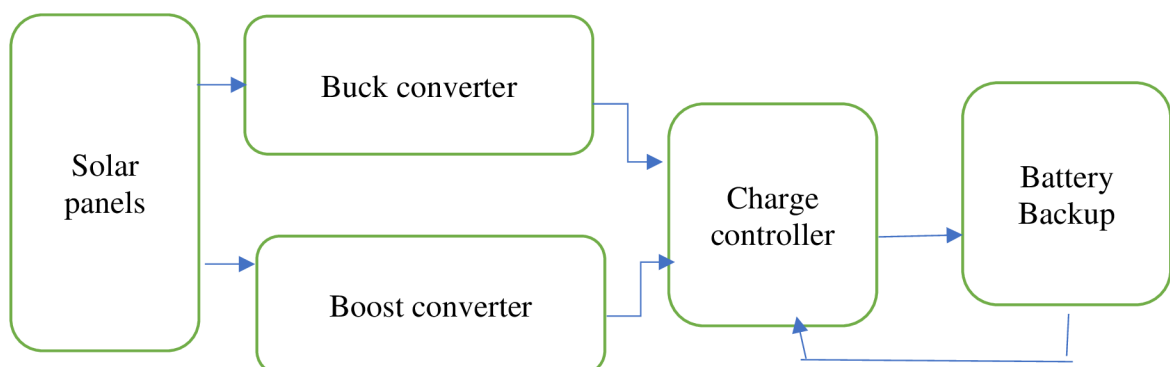 Solar
panels
Buck converter
Boost converter
Charge
controller
Battery
Backup